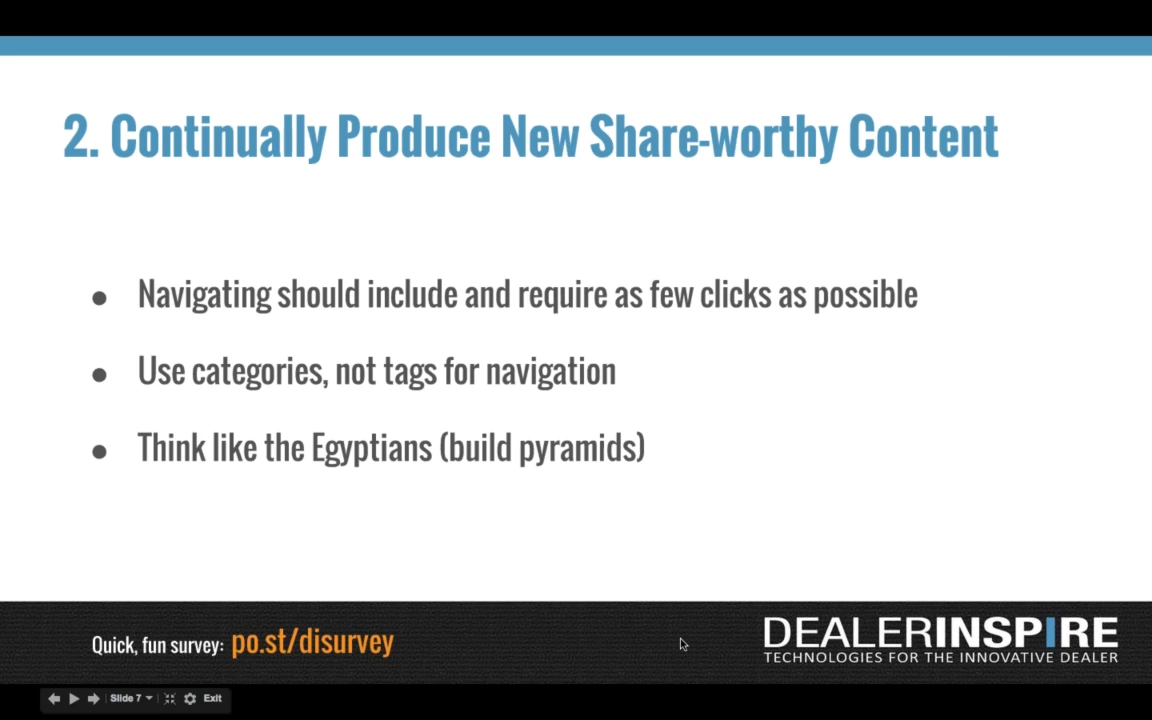 2. Continually Produce New Share-worthy Content
● Navigating should include and require as few clicks as possible
● Use categories, not tags for navigation
● Think like the Egyptians (build pyramids)
Quick, fun survey: po.st/disurvey
DEALERINSPIRE
TECHNOLOGIES FOR THE INNOVATIVE DEALER
Slide 7 Exit